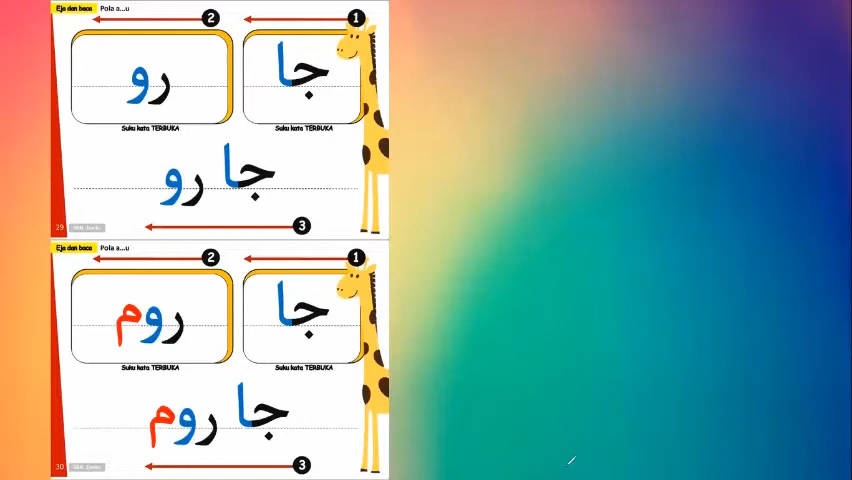 Eja dan baca Pola a...u
1 2
جا رو
Suku kata TERBUKA Suku kata TERBUKA
جا رو
3
29
Eja dan baca Pola a...u
1 2
جا روم
Suku kata TERBUKA Suku kata TERBUKA
جا روم
3
30